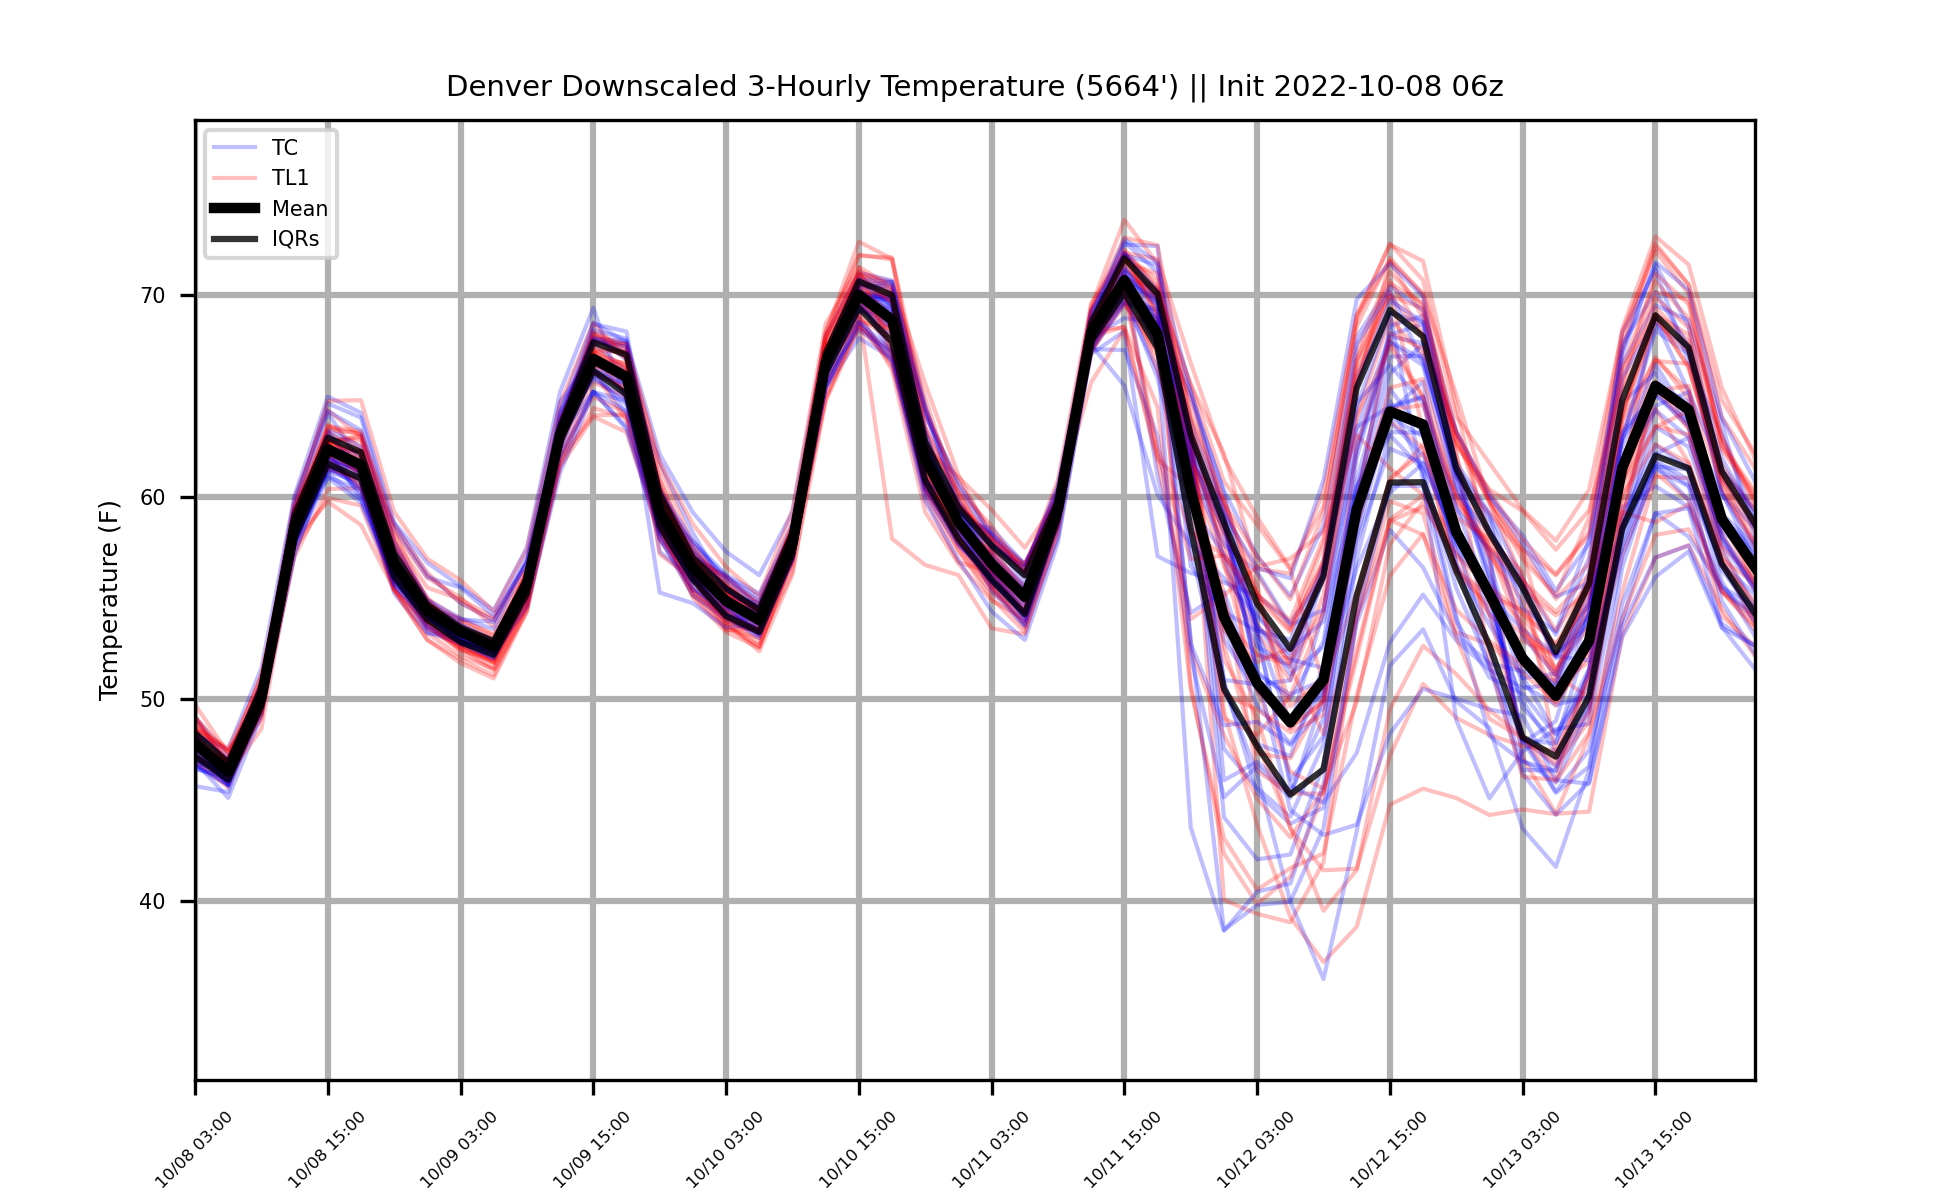 Denver Downscaled 3-Hourly Temperature (5664') || Init 2022-10-08 06z
TC
TL1
Mean
IQRs
Temperature (F)
70
60
50
40
10/08 03:00
10/08 15:00
10/09 03:00
10/09 15:00
10/10 03:00
10/10 15:00
10/11 03:00
10/11 15:00
10/12 03:00
10/12 15:00
10/13 03:00
10/13 15:00